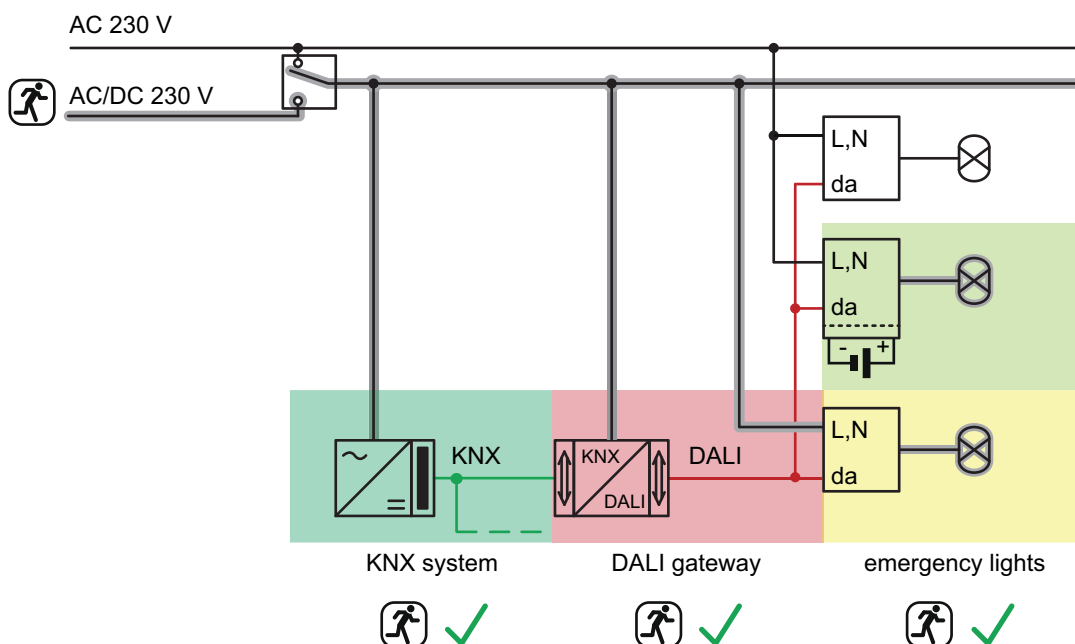 AC 230 V
AC/DC 230 V
L,N
da
L,N
da
- +
L,N
da
KNX
KNX
DALI
DALI
KNX system
DALI gateway
emergency lights